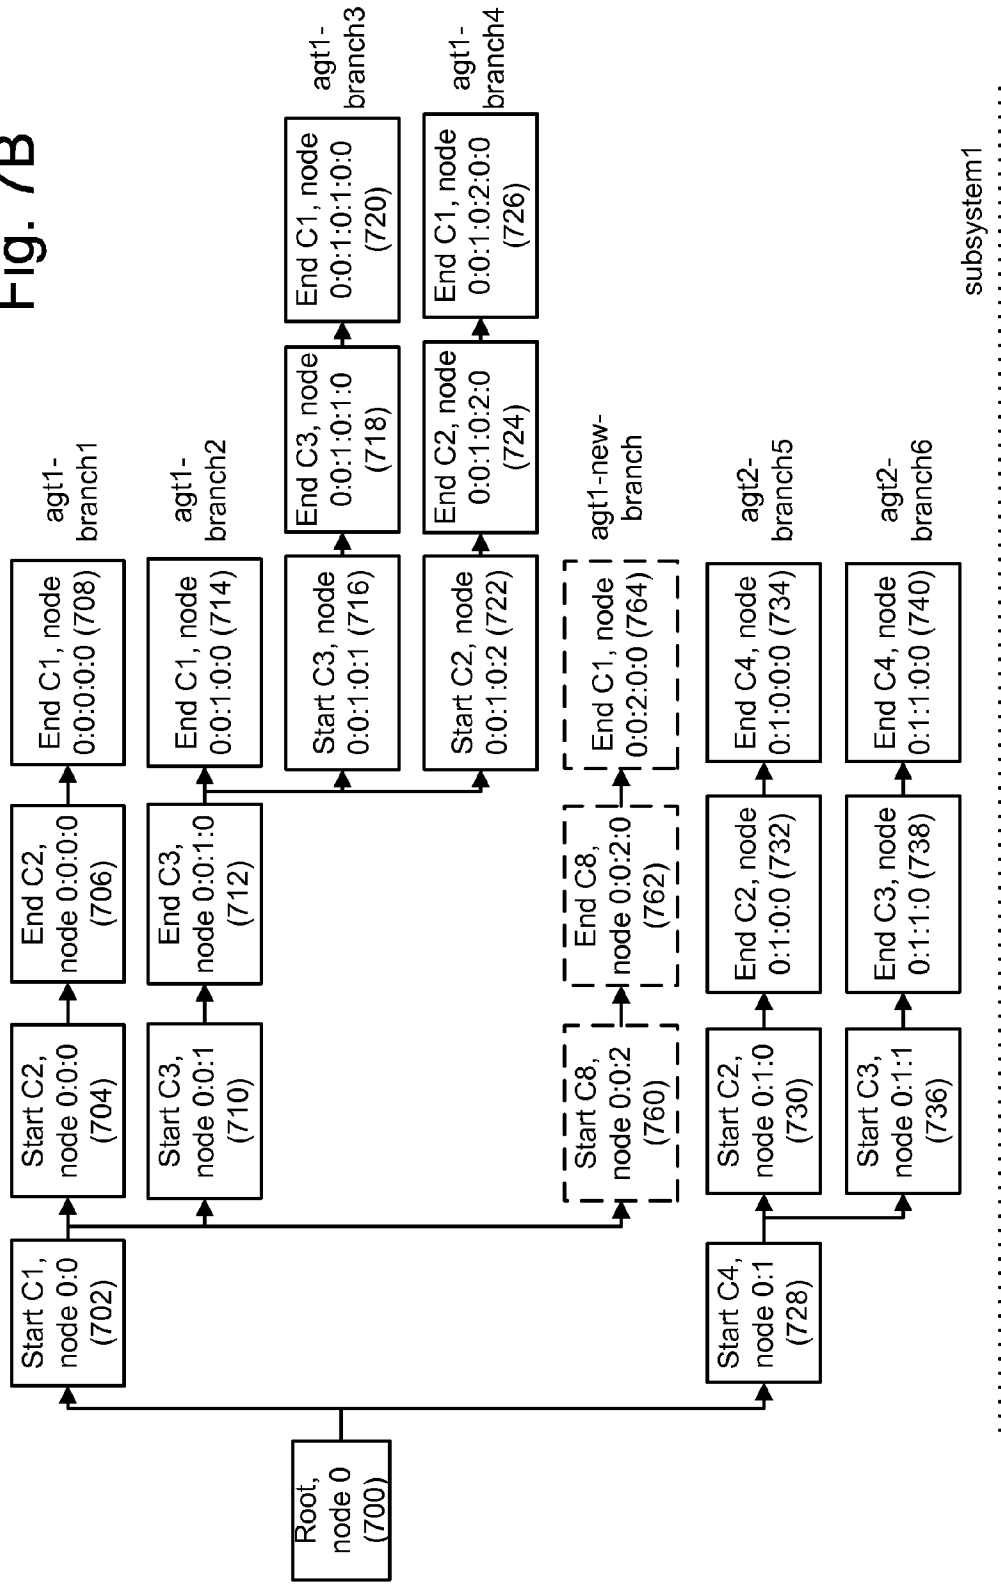 Fig. 7B
Root,
node 0
(700)
Start C1,
node 0:0
(702)
Start C2,
node 0:0:0
(704)
End C2,
node 0:0:0:0
(706)
End C1, node
0:0:0:0:0 (708)
agt1-
branch1
Start C3,
node 0:0:1
(710)
End C3,
node 0:0:1:0
(712)
End C1, node
0:0:1:0:0 (714)
agt1-
branch2
Start C3, node
0:0:1:0:1 (716)
End C3, node
0:0:1:0:1:0
(718)
End C1, node
0:0:1:0:1:0:0
(720)
agt1-
branch3
Start C2, node
0:0:1:0:2 (722)
End C2, node
0:0:1:0:2:0
(724)
End C1, node
0:0:1:0:2:0:0
(726)
agt1-
branch4
Start C8,
node 0:0:2
(760)
End C8,
node 0:0:2:0
(762)
End C1, node
0:0:2:0:0 (764)
agt1-new-
branch
Start C4,
node 0:1
(728)
Start C2,
node 0:1:0
(730)
End C2, node
0:1:0:0 (732)
End C4, node
0:1:0:0:0 (734)
agt2-
branch5
Start C3,
node 0:1:1
(736)
End C3, node
0:1:1:0 (738)
End C4, node
0:1:1:0:0 (740)
agt2-
branch6
subsystem1